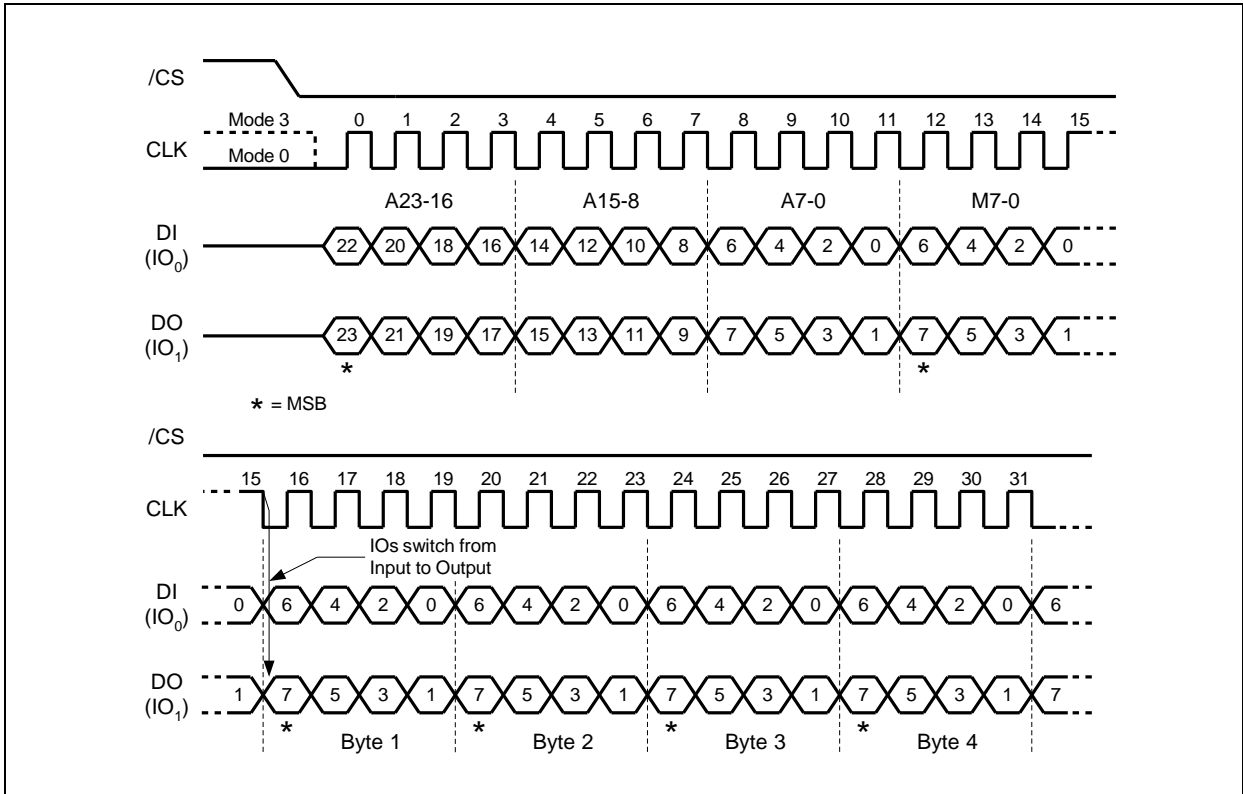 /CS
Mode 3 0 1 2 3 4 5 6 7 8 9 10 11 12 13 14 15
CLK
Mode 0
A23-16 A15-8 A7-0 M7-0
DI
(IO0) 22 20 18 16 14 12 10 8 6 4 2 0 6 4 2 0
DO
(IO1) 23 21 19 17 15 13 11 9 7 5 3 1 7 5 3 1
* *
* = MSB
/CS
15 16 17 18 19 20 21 22 23 24 25 26 27 28 29 30 31
CLK
IOs switch from
Input to Output
DI
(IO0) 0 6 4 2 0 6 4 2 0 6 4 2 0 6 4 2 0 6
DO
(IO1) 1 7 5 3 1 7 5 3 1 7 5 3 1 7 5 3 1 7
* * * *
Byte 1 Byte 2 Byte 3 Byte 4